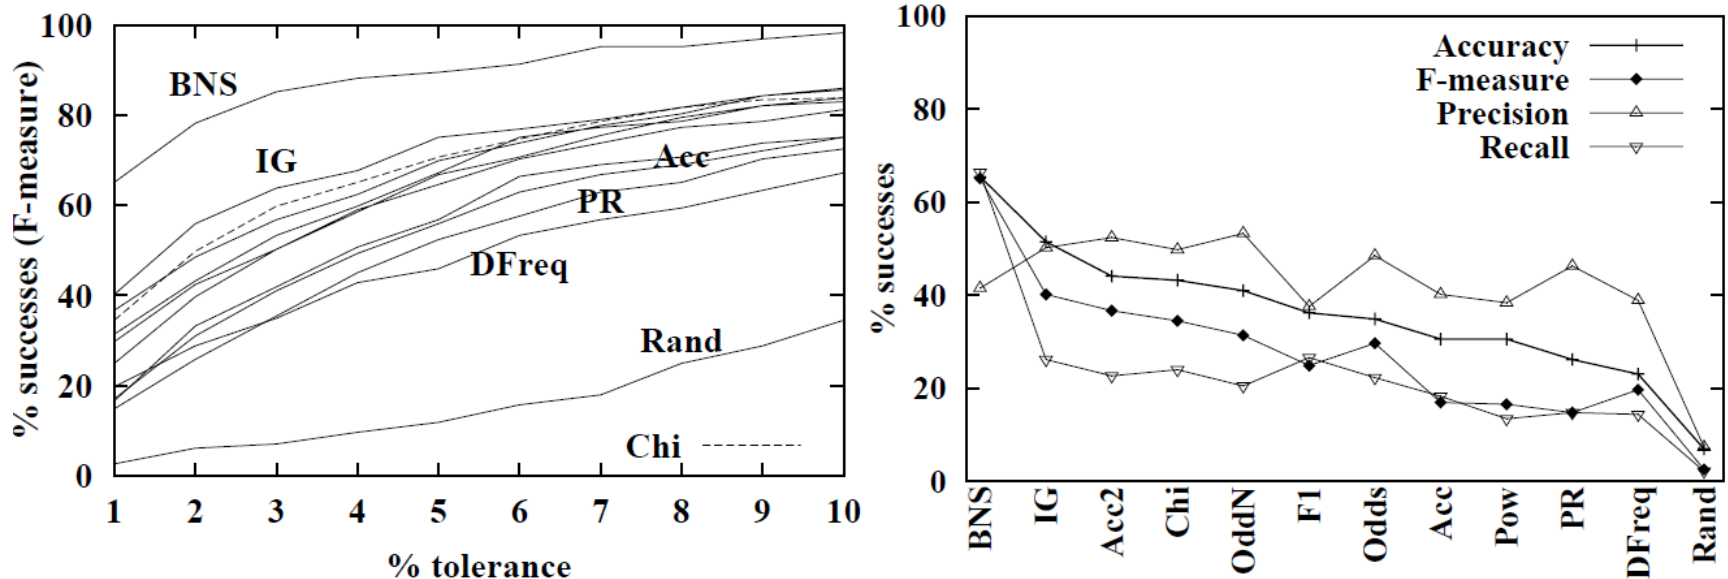 % successes (F-measure)
100
80
60
40
20
0
BNS
IG
Acc
PR
DFreq
Rand
Chi
1 2 3 4 5 6 7 8 9 10
% tolerance
% successes
100
80
60
40
20
0
Accuracy
F-measure
Precision
Recall
BNS
IG
Acc2
Chi
OddN
F1
Odds
Acc
Pow
PR
DFreq
Rand